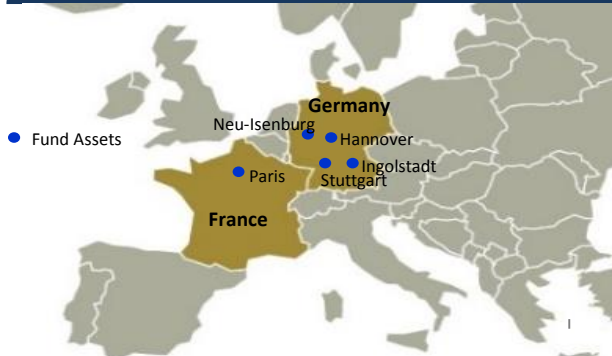 Germany
Neu-Isenburg
Hannover
Fund Assets
Ingolstadt
Paris
Stuttgart
France